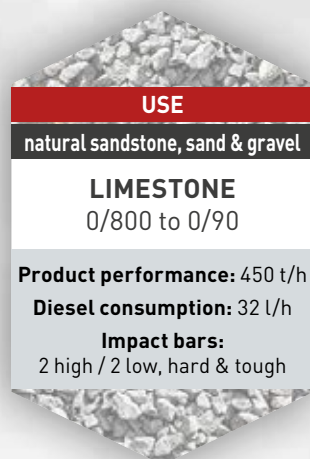 USE
natural sandstone, sand & gravel
LIMESTONE
0/800 to 0/90
Product performance: 450 t/h
Diesel consumption: 32 l/h
Impact bars:
2 high / 2 low, hard & tough